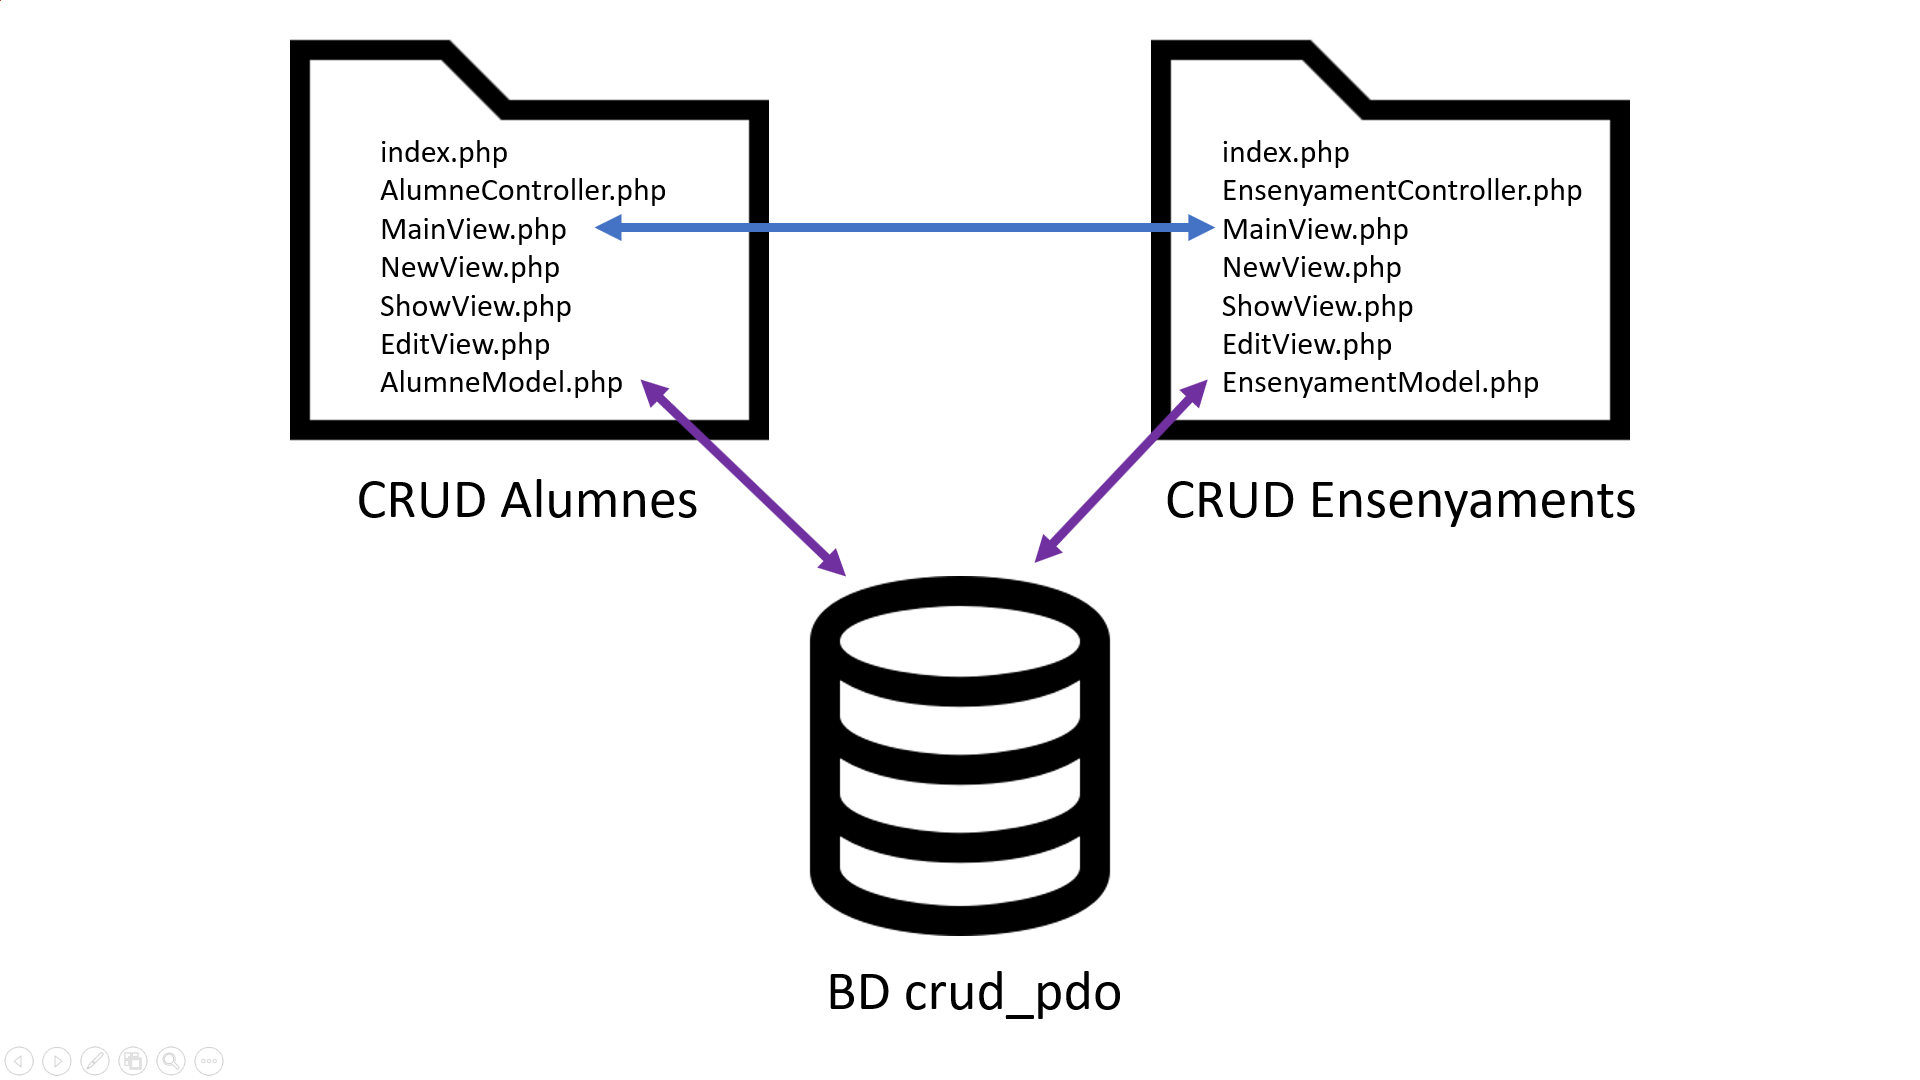 index.php
AlumneController.php
MainView.php
NewView.php
ShowView.php
EditView.php
AlumneModel.php
CRUD Alumnes
index.php
EnsenyamentController.php
MainView.php
NewView.php
ShowView.php
EditView.php
EnsenyamentModel.php
CRUD Ensenyaments
BD crud_pdo